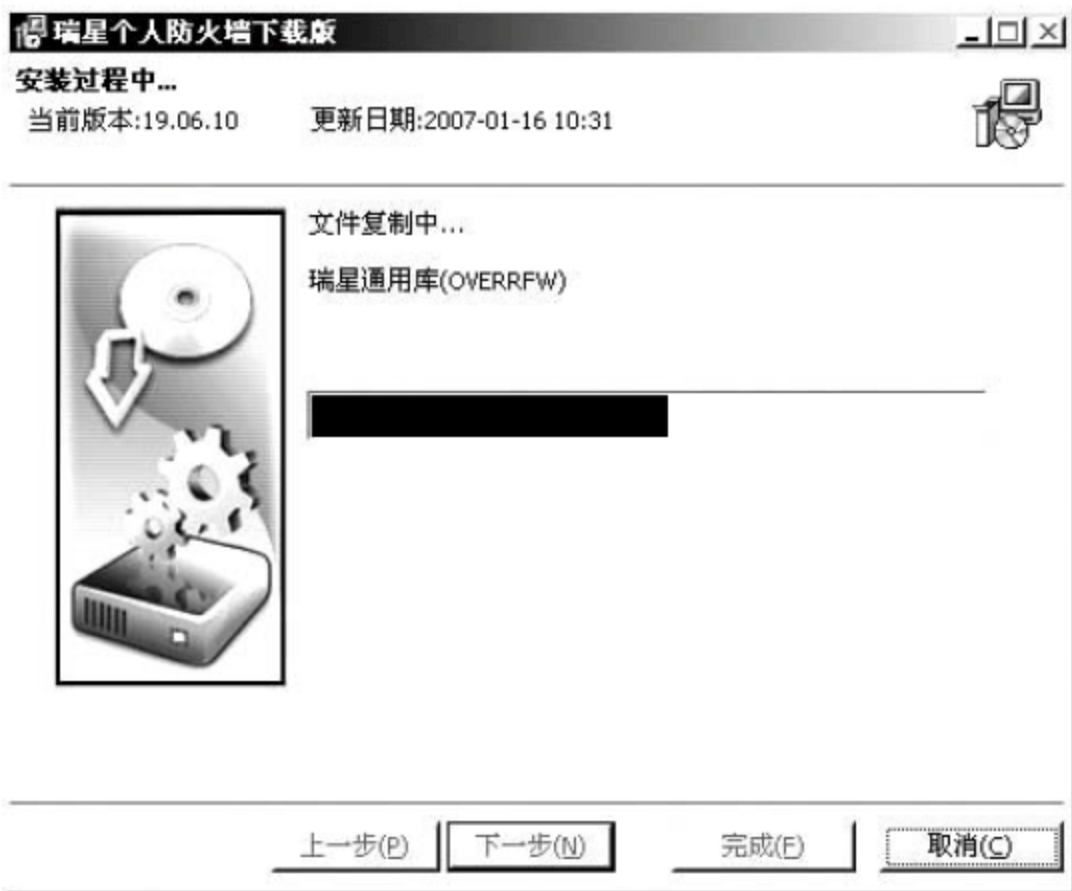 瑞星个人防火墙下载版
安装过程中...
当前版本:19.06.10 更新日期:2007-01-16 10:31
文件复制中...
瑞星通用库(OVERRFW)
上一步(P) 下一步(N) 完成(F) 取消(C)